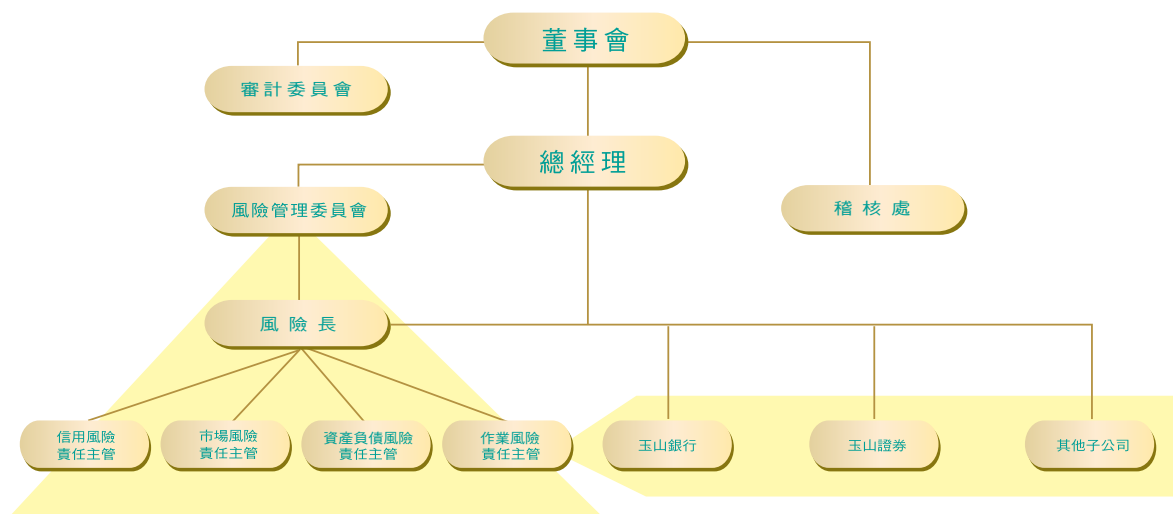 董事會
審計委員會
總經理
風險管理委員會
稽核處
風險長
信用風險
責任主管
市場風險
責任主管
資產負債風險
責任主管
作業風險
責任主管
玉山銀行
玉山證券
其他子公司